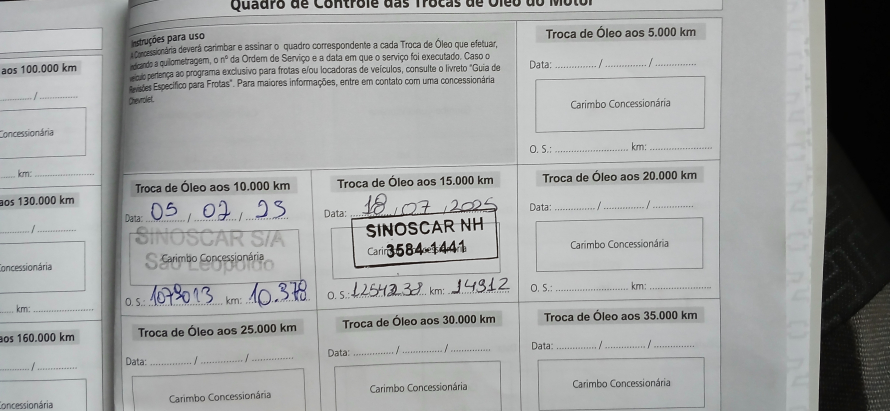 Quadro de Controle das Trocas de Óleo do Motor
Instruções para uso
A Concessionária deverá carimbar e assinar o quadro correspondente a cada Troca de Óleo que efetuar,
indicando a quilometragem, o nº da Ordem de Serviço e a data em que o serviço foi executado. Caso o
veículo pertença ao programa exclusivo para frotas e/ou locadoras de veículos, consulte o livreto "Guia de
Revisões Específico para Frotas". Para maiores informações, entre em contato com uma concessionária
Chevrolet.
Troca de Óleo aos 5.000 km
Data: / /
Carimbo Concessionária
O. S.: km:
aos 100.000 km
/
Concessionária
km:
Troca de Óleo aos 10.000 km
Data: 05 / 02 / 23
SINOSCAR S/A
Carimbo Concessionária
São Leopoldo
O. S.: 1079013 km: 10.378
Troca de Óleo aos 15.000 km
Data: 18 / 07 / 2025
SINOSCAR NH
3584-1441
O. S.: 1254238 km: 14912
Troca de Óleo aos 20.000 km
Data: / /
Carimbo Concessionária
O. S.: km:
aos 130.000 km
/
Concessionária
km:
Troca de Óleo aos 25.000 km
Data: / /
Carimbo Concessionária
Troca de Óleo aos 30.000 km
Data: / /
Carimbo Concessionária
Troca de Óleo aos 35.000 km
Data: / /
Carimbo Concessionária
aos 160.000 km
/
Concessionária